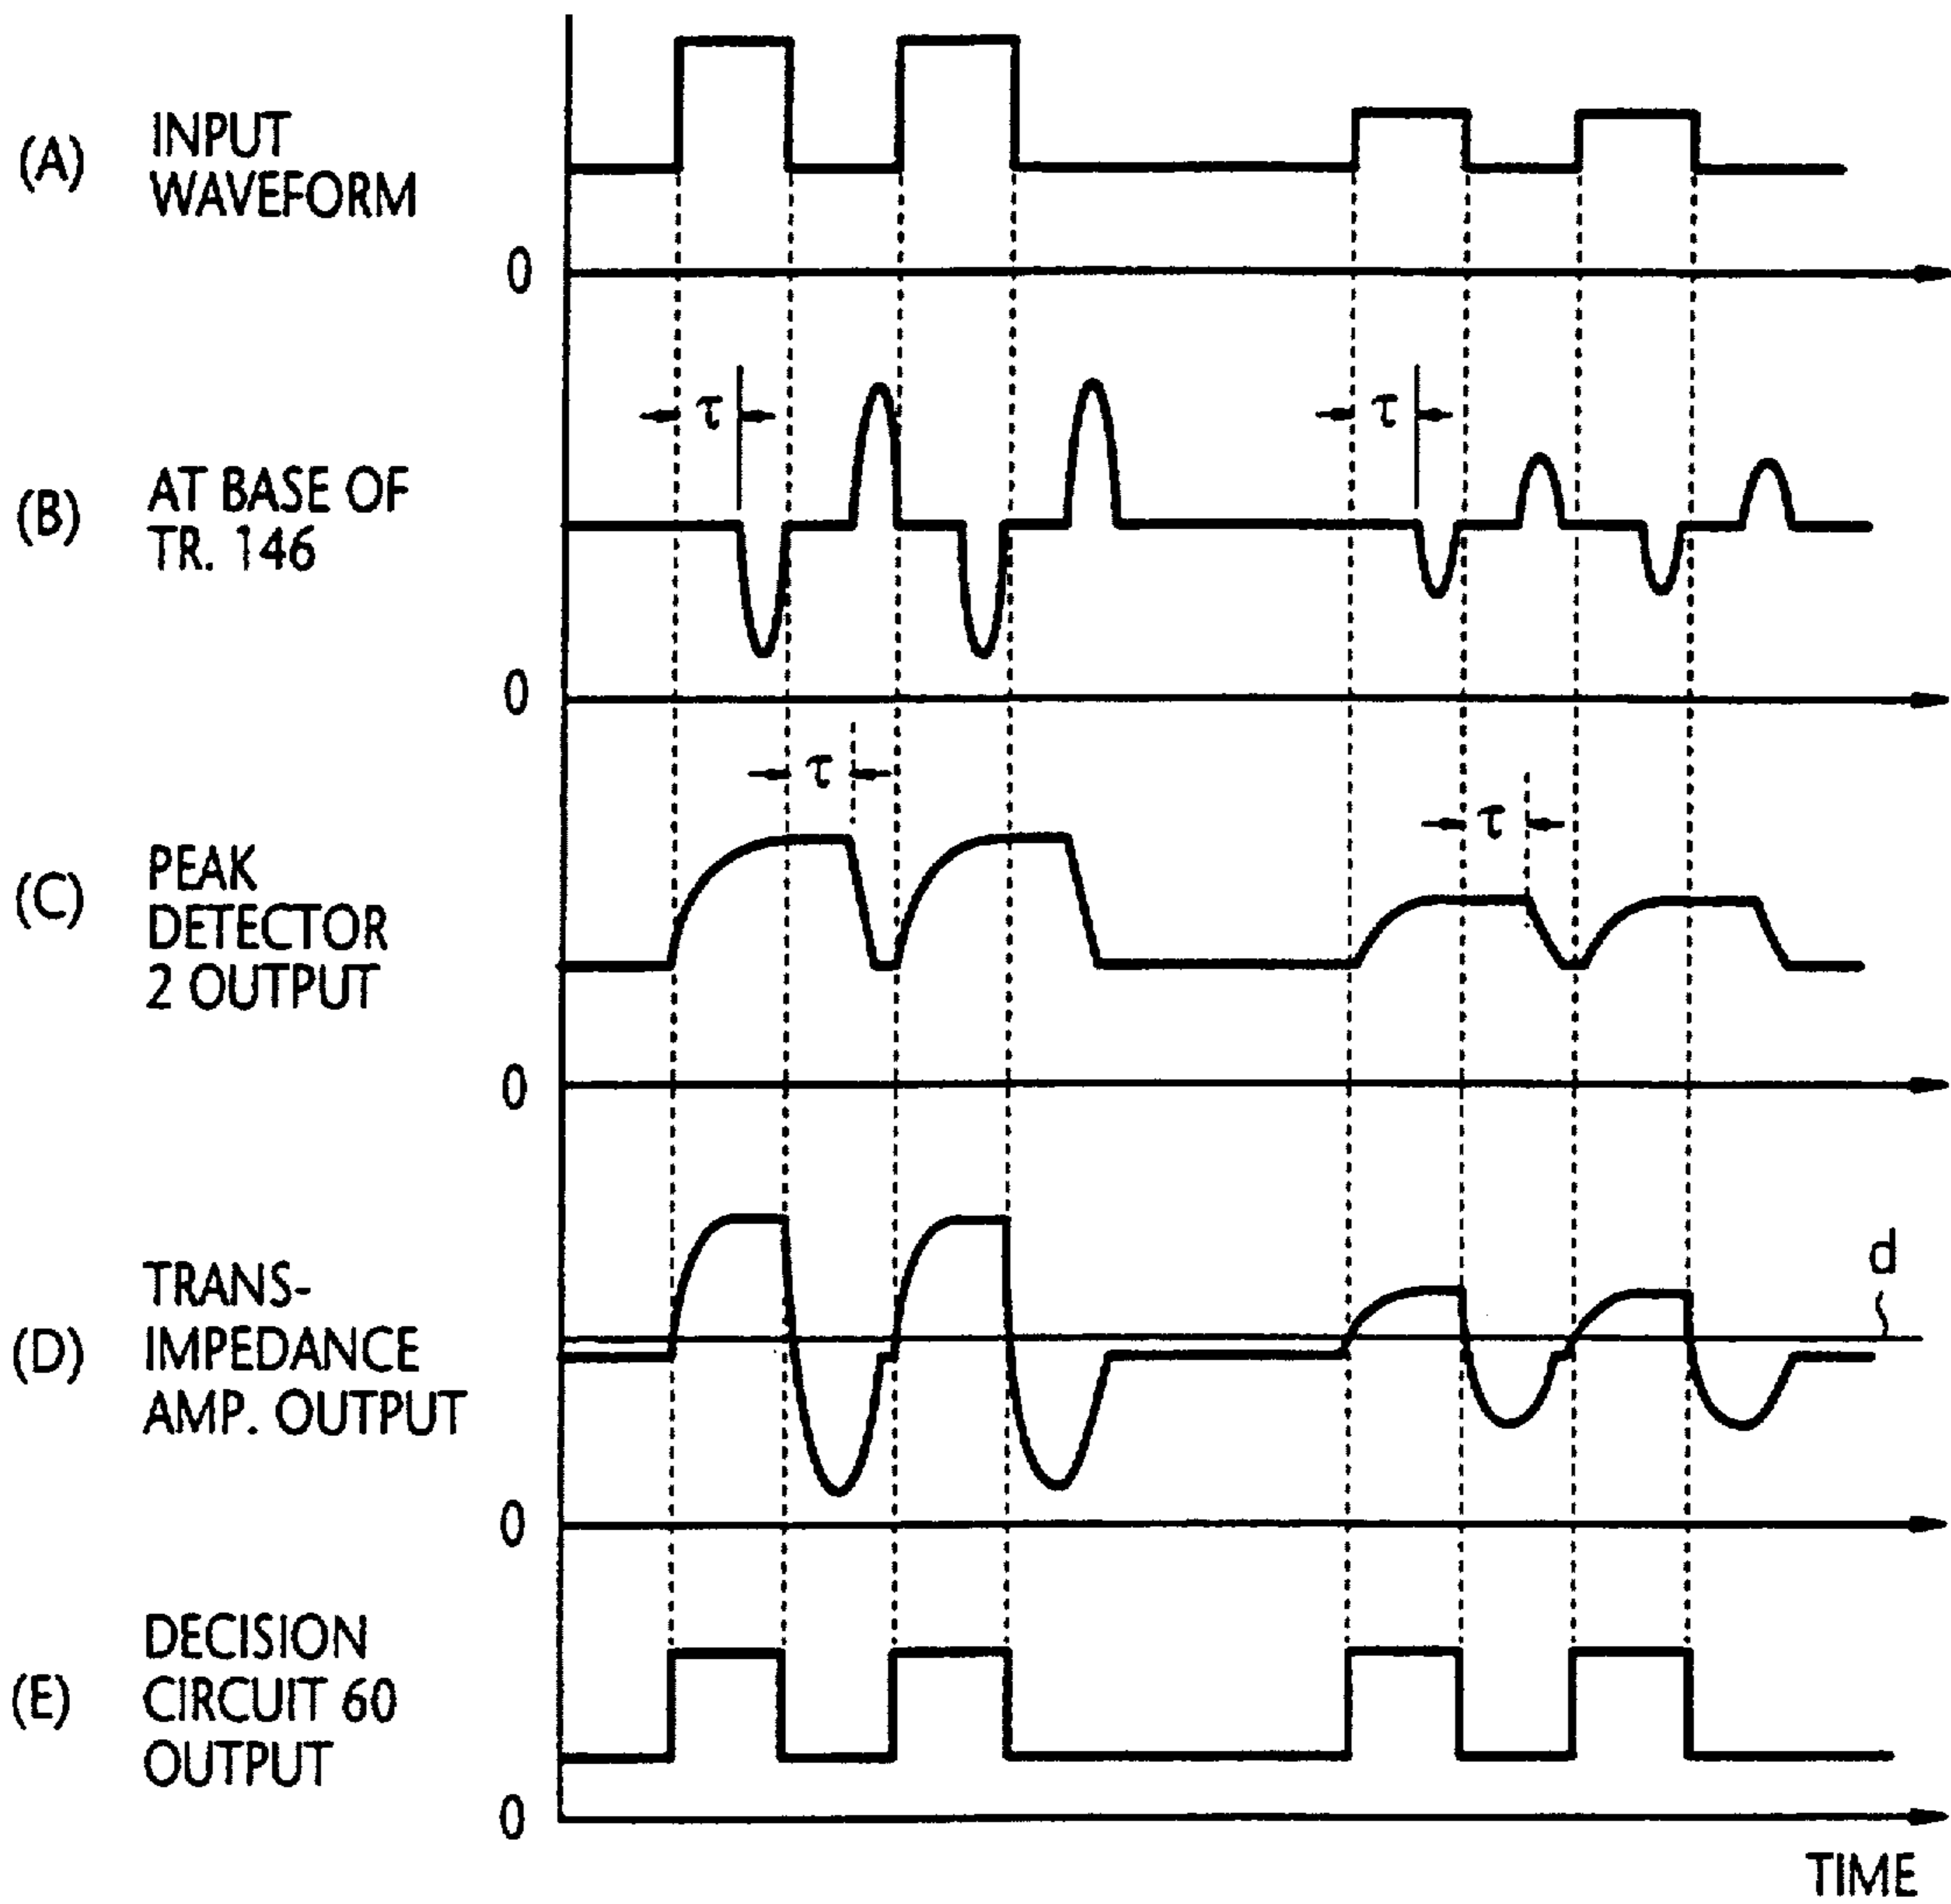 (A) INPUT
WAVEFORM
0
τ τ
(B) AT BASE OF
TR. 146
0
τ τ
(C) PEAK
DETECTOR
2 OUTPUT
0
d
(D) TRANS-
IMPEDANCE
AMP. OUTPUT
0
(E) DECISION
CIRCUIT 60
OUTPUT
0
TIME